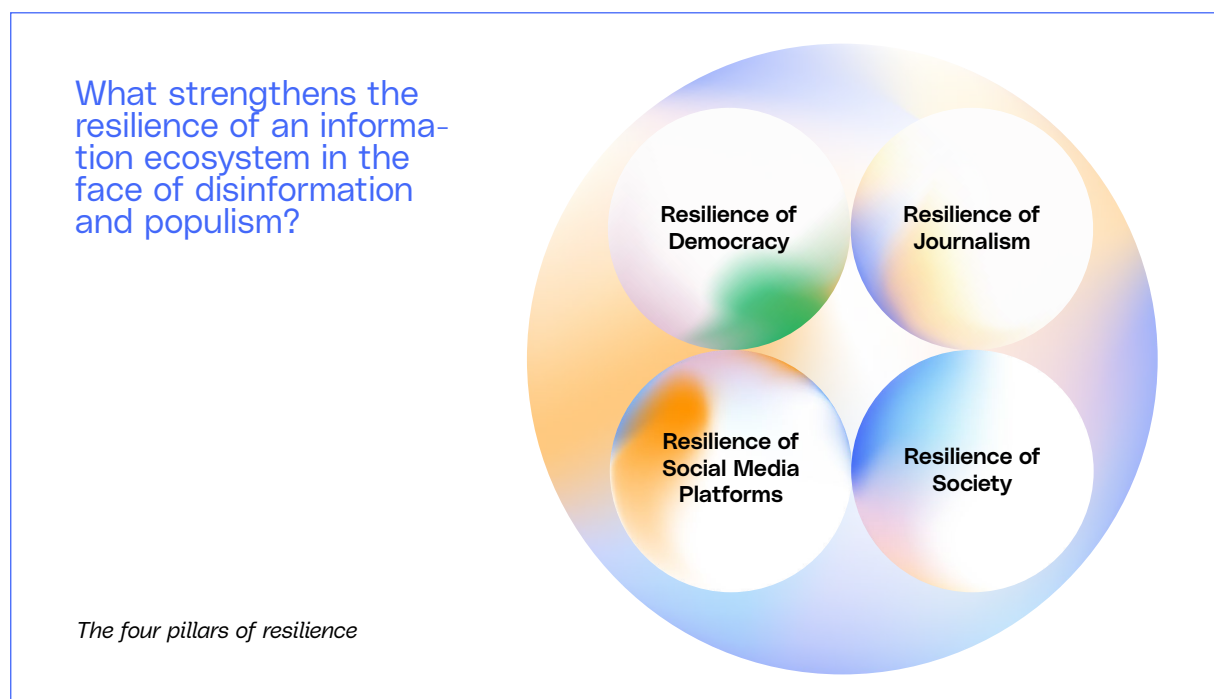 What strengthens the
resilience of an informa-
tion ecosystem in the
face of disinformation
and populism?
Resilience of
Democracy
Resilience of
Journalism
Resilience of
Social Media
Platforms
Resilience of
Society
The four pillars of resilience